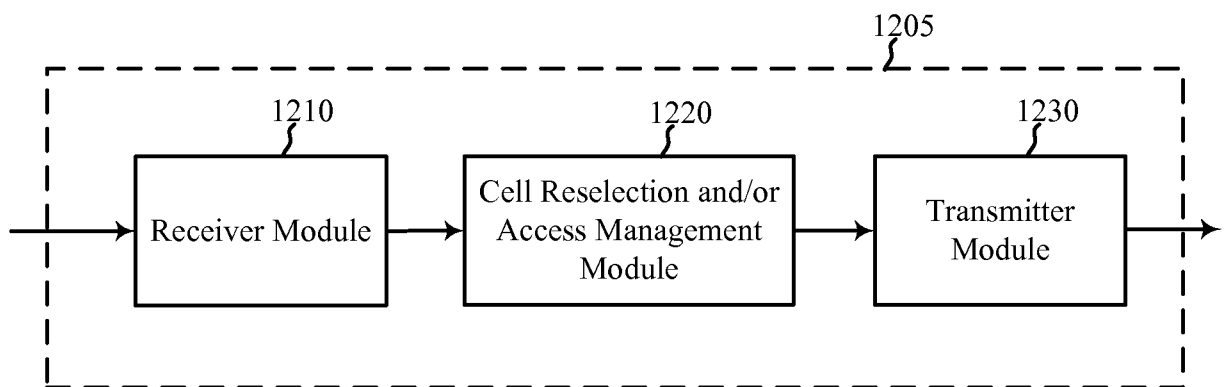 1205
1210
1220
1230
Receiver Module
Cell Reselection and/or
Access Management
Module
Transmitter
Module